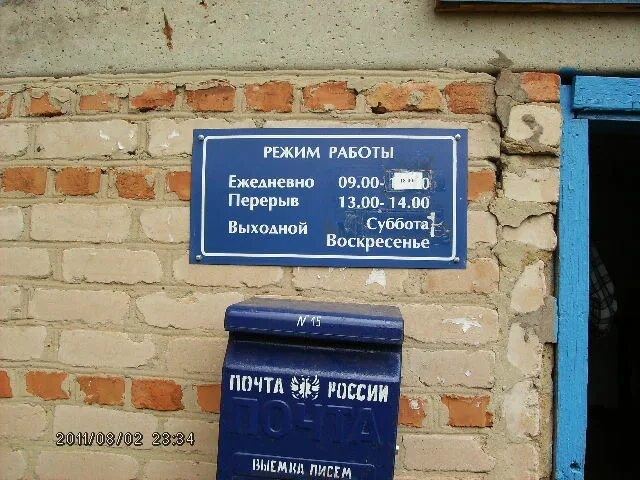 РЕЖИМ РАБОТЫ
Ежедневно 09.00-
Перерыв 13.00-14.00
Выходной Суббота
Воскресенье
N 15
ПОЧТА РОССИИ
ПОЧТА
ВЫЕМКА ПИСЕМ
2011/08/02 23:34